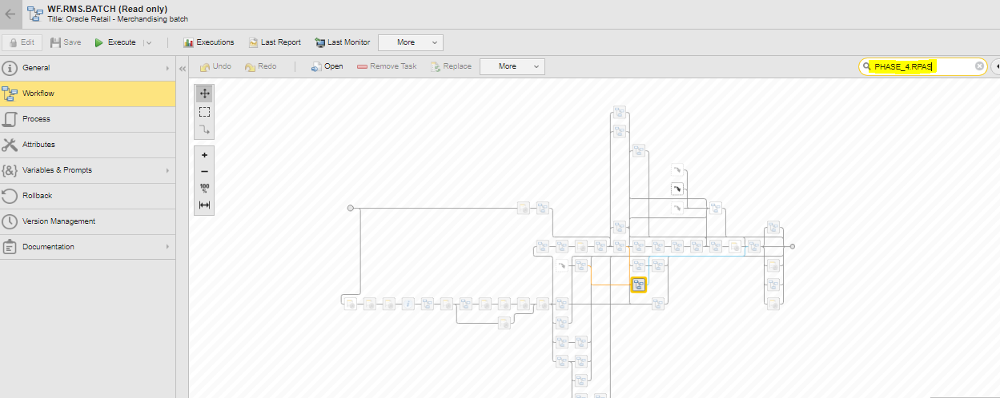 WF.RMS.BATCH (Read only)
Title: Oracle Retail - Merchandising batch
Edit Save Execute Executions Last Report Last Monitor More
General
Workflow
Process
Attributes
Variables & Prompts
Rollback
Version Management
Documentation
Undo Redo Open Remove Task Replace More PHASE_4.RPAS
+
−
100
%